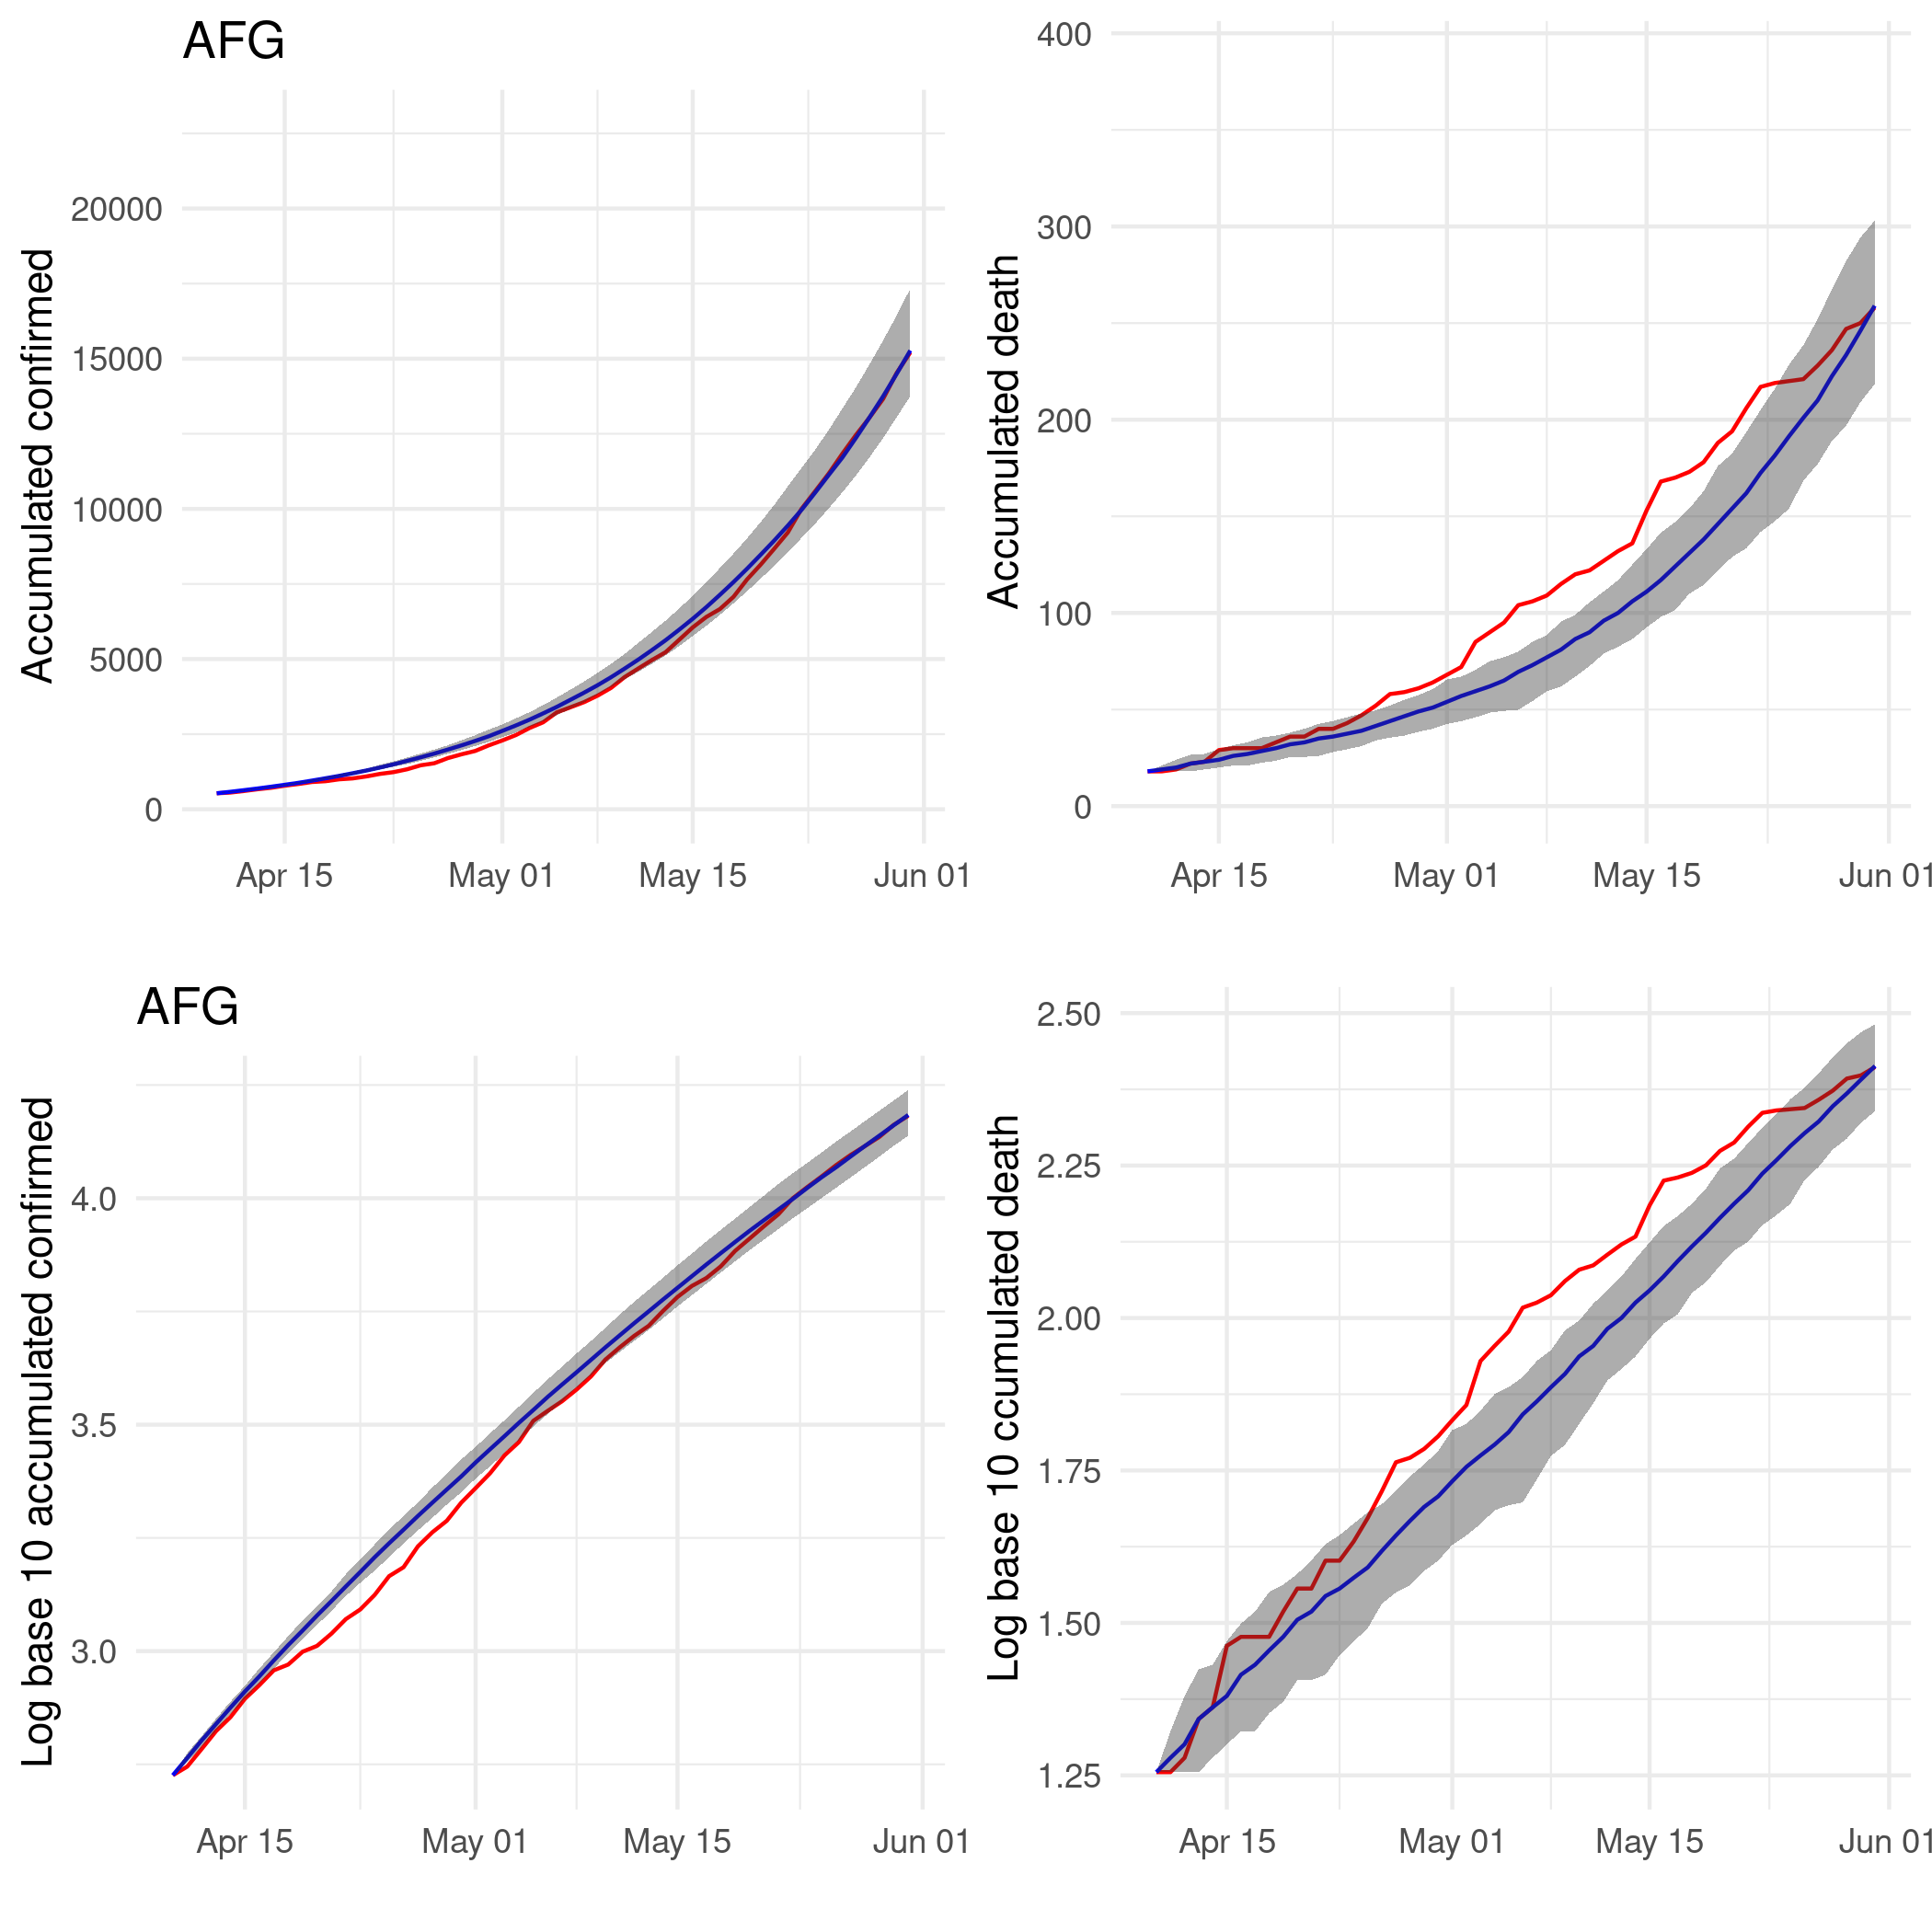 AFG
Accumulated confirmed
20000
15000
10000
5000
0
Apr 15 May 01 May 15 Jun 01
Accumulated death
400
300
200
100
0
Apr 15 May 01 May 15 Jun 01
AFG
Log base 10 accumulated confirmed
4.0
3.5
3.0
Apr 15 May 01 May 15 Jun 01
Log base 10 ccumulated death
2.50
2.25
2.00
1.75
1.50
1.25
Apr 15 May 01 May 15 Jun 01